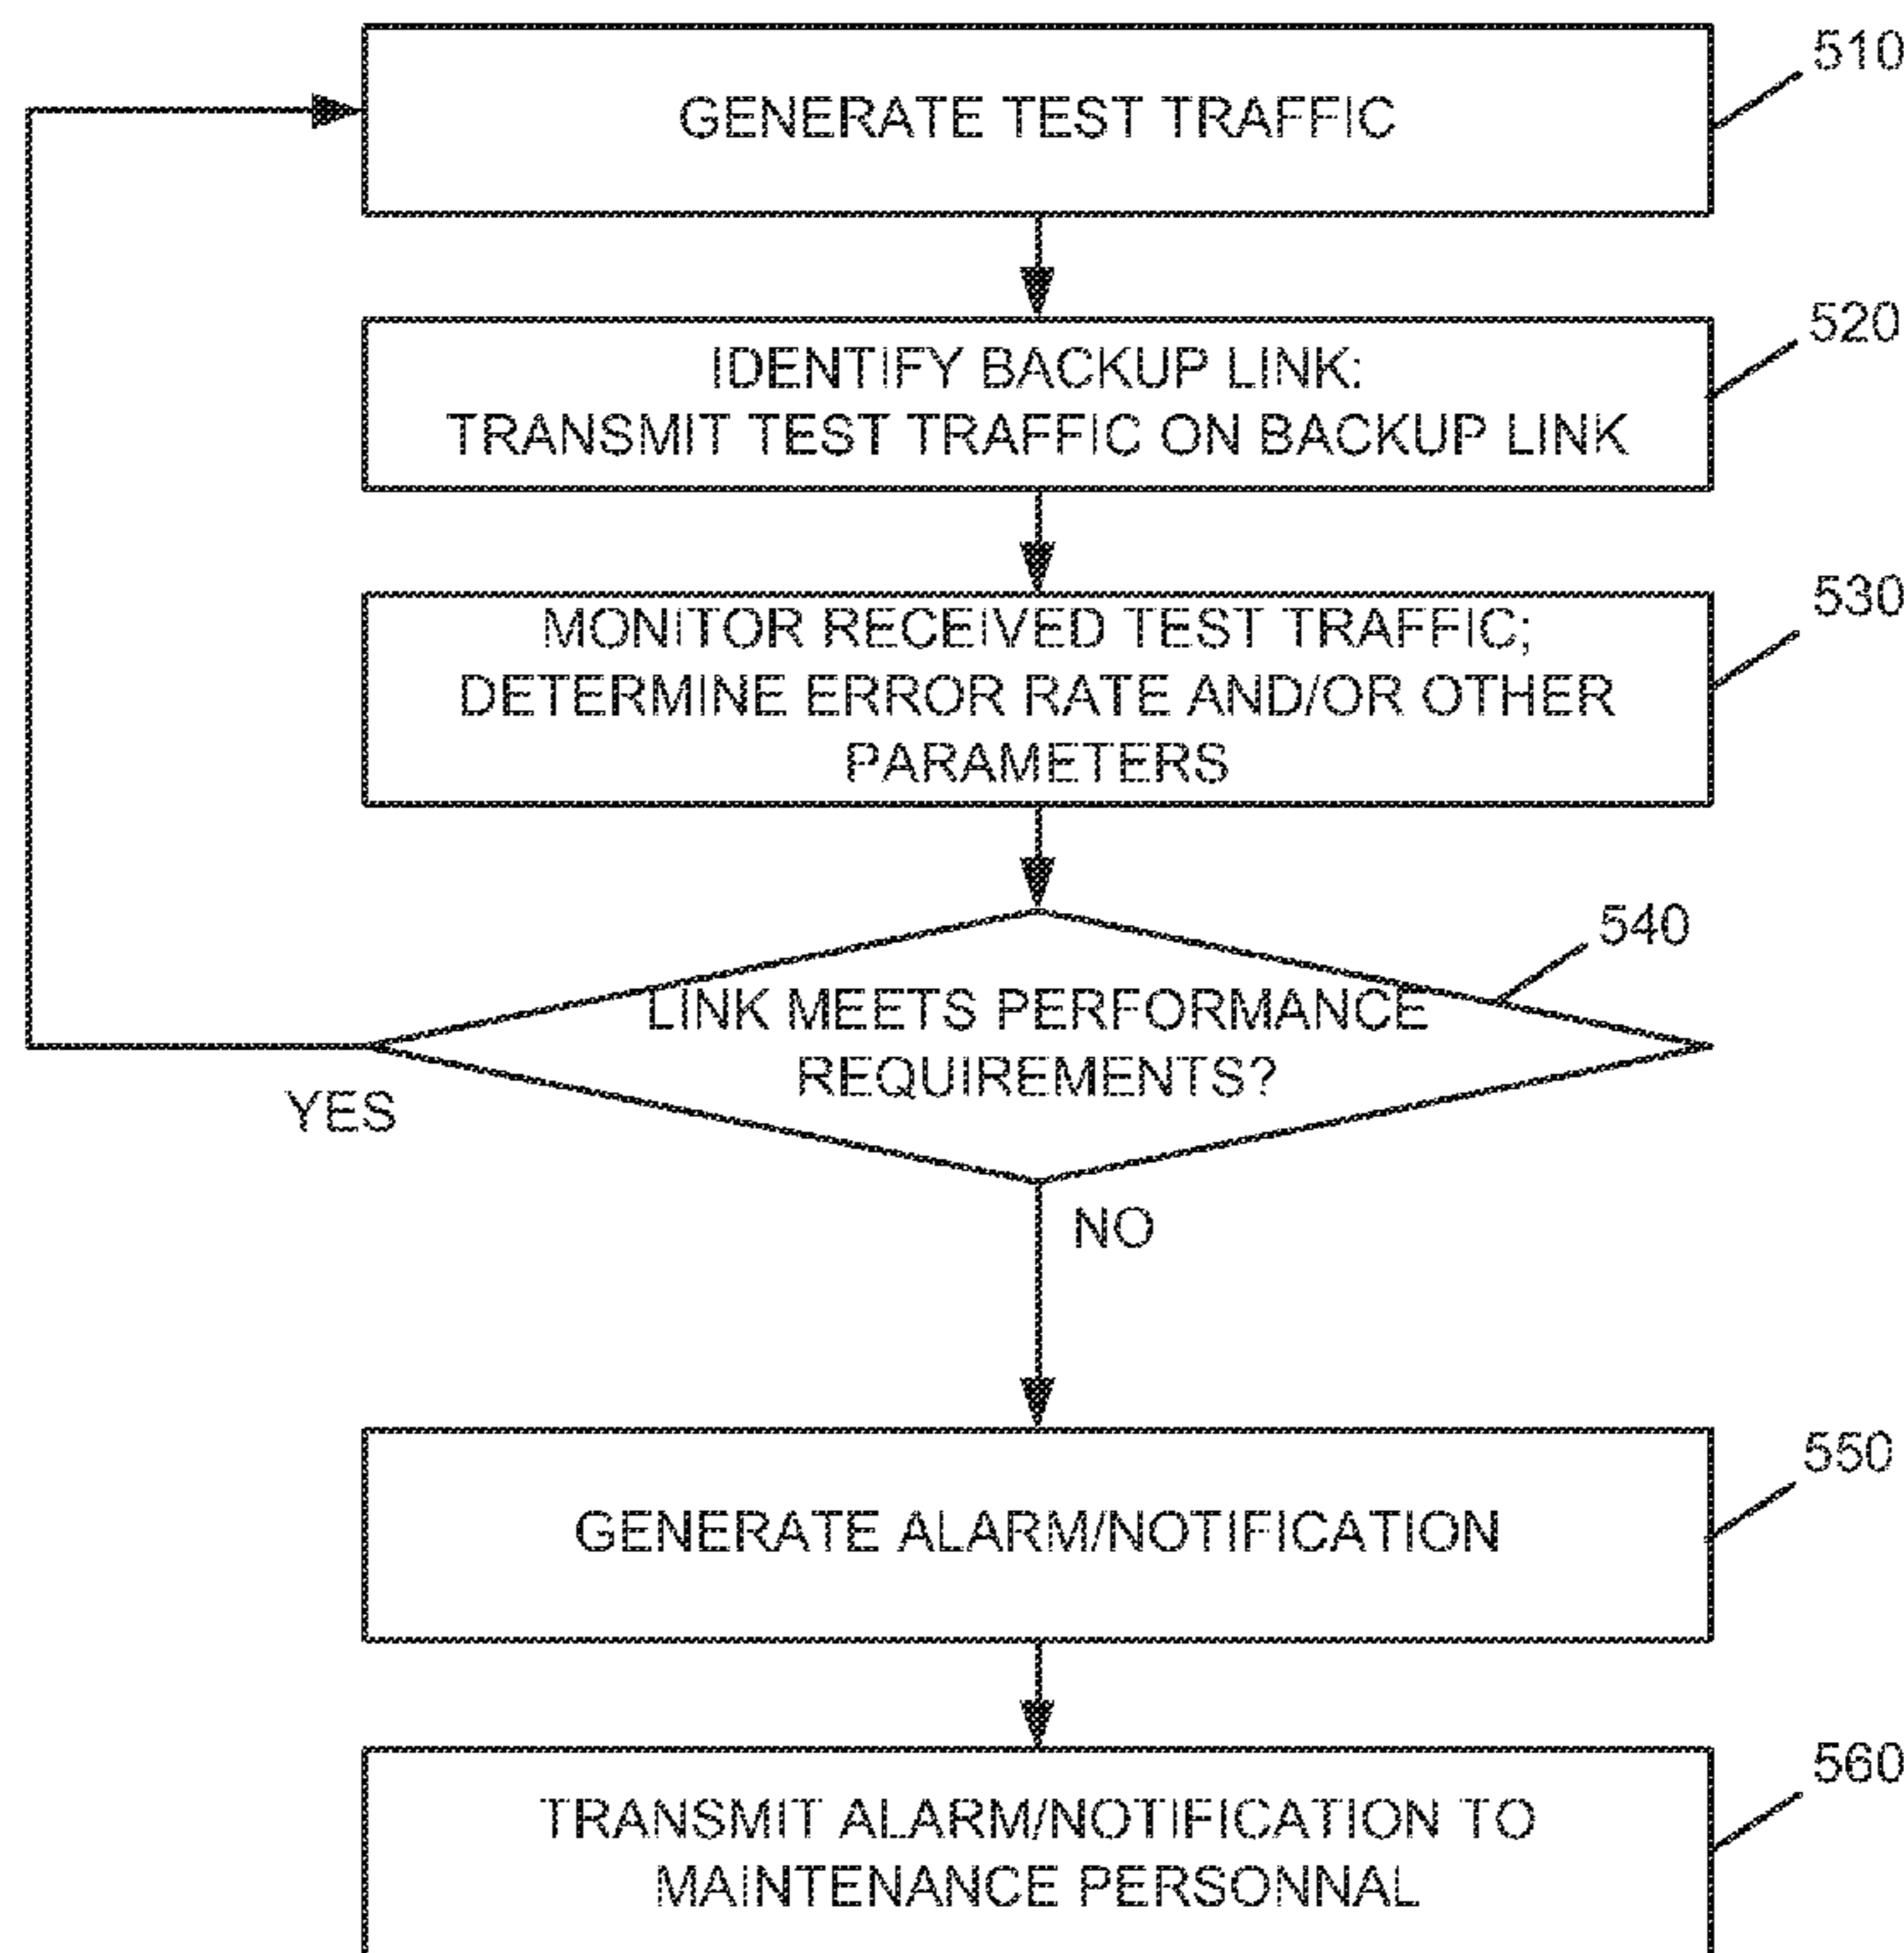 510
GENERATE TEST TRAFFIC
520
IDENTIFY BACKUP LINK:
TRANSMIT TEST TRAFFIC ON BACKUP LINK
530
MONITOR RECEIVED TEST TRAFFIC;
DETERMINE ERROR RATE AND/OR OTHER
PARAMETERS
540
LINK MEETS PERFORMANCE
REQUIREMENTS?
YES
NO
550
GENERATE ALARM/NOTIFICATION
560
TRANSMIT ALARM/NOTIFICATION TO
MAINTENANCE PERSONNAL